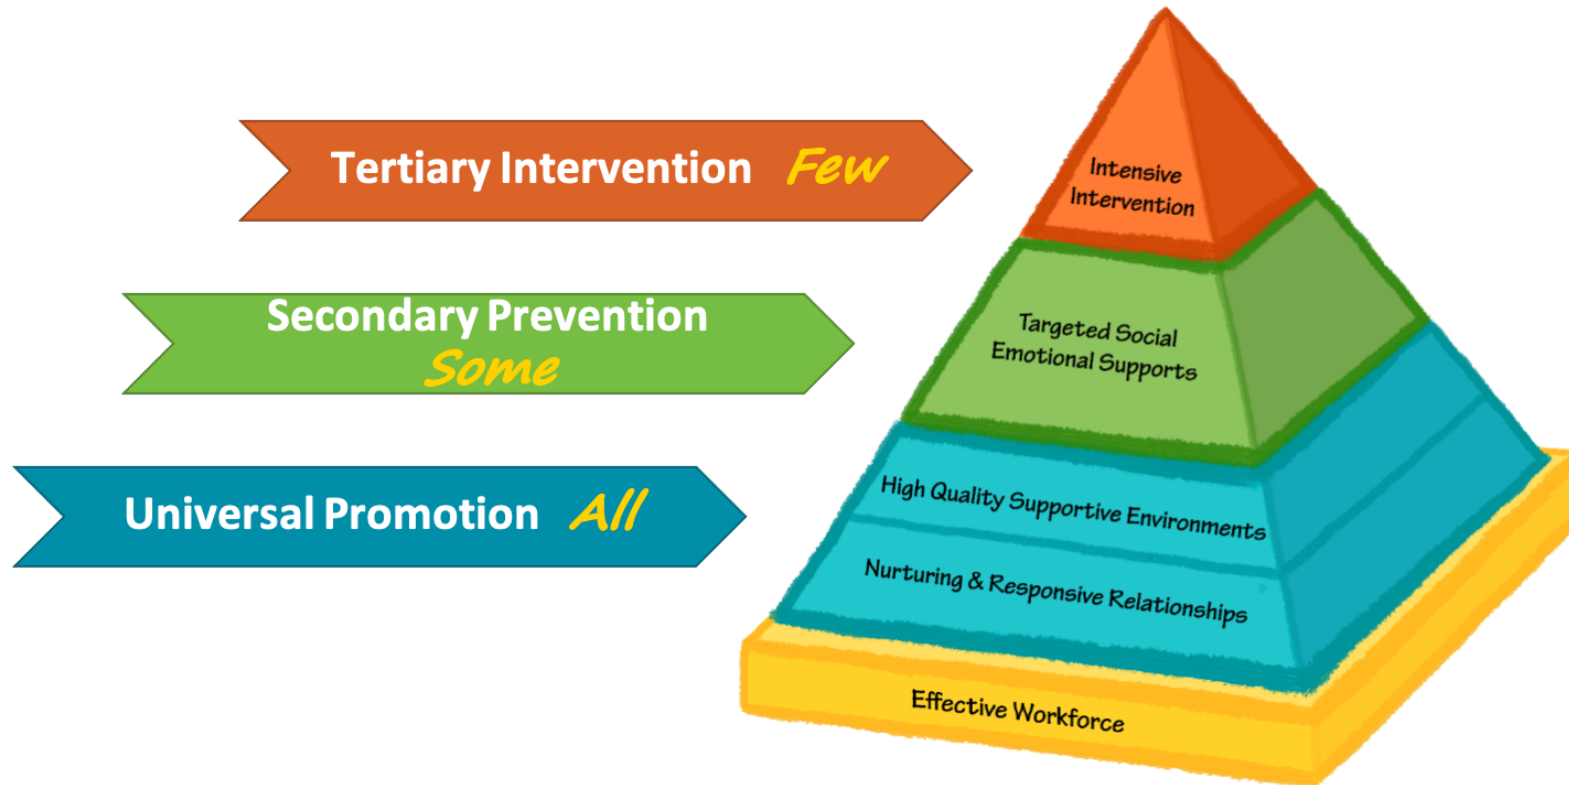 Tertiary Intervention Few
Secondary Prevention
Some
Universal Promotion All
Intensive
Intervention
Targeted Social
Emotional Supports
High Quality Supportive Environments
Nurturing & Responsive Relationships
Effective Workforce